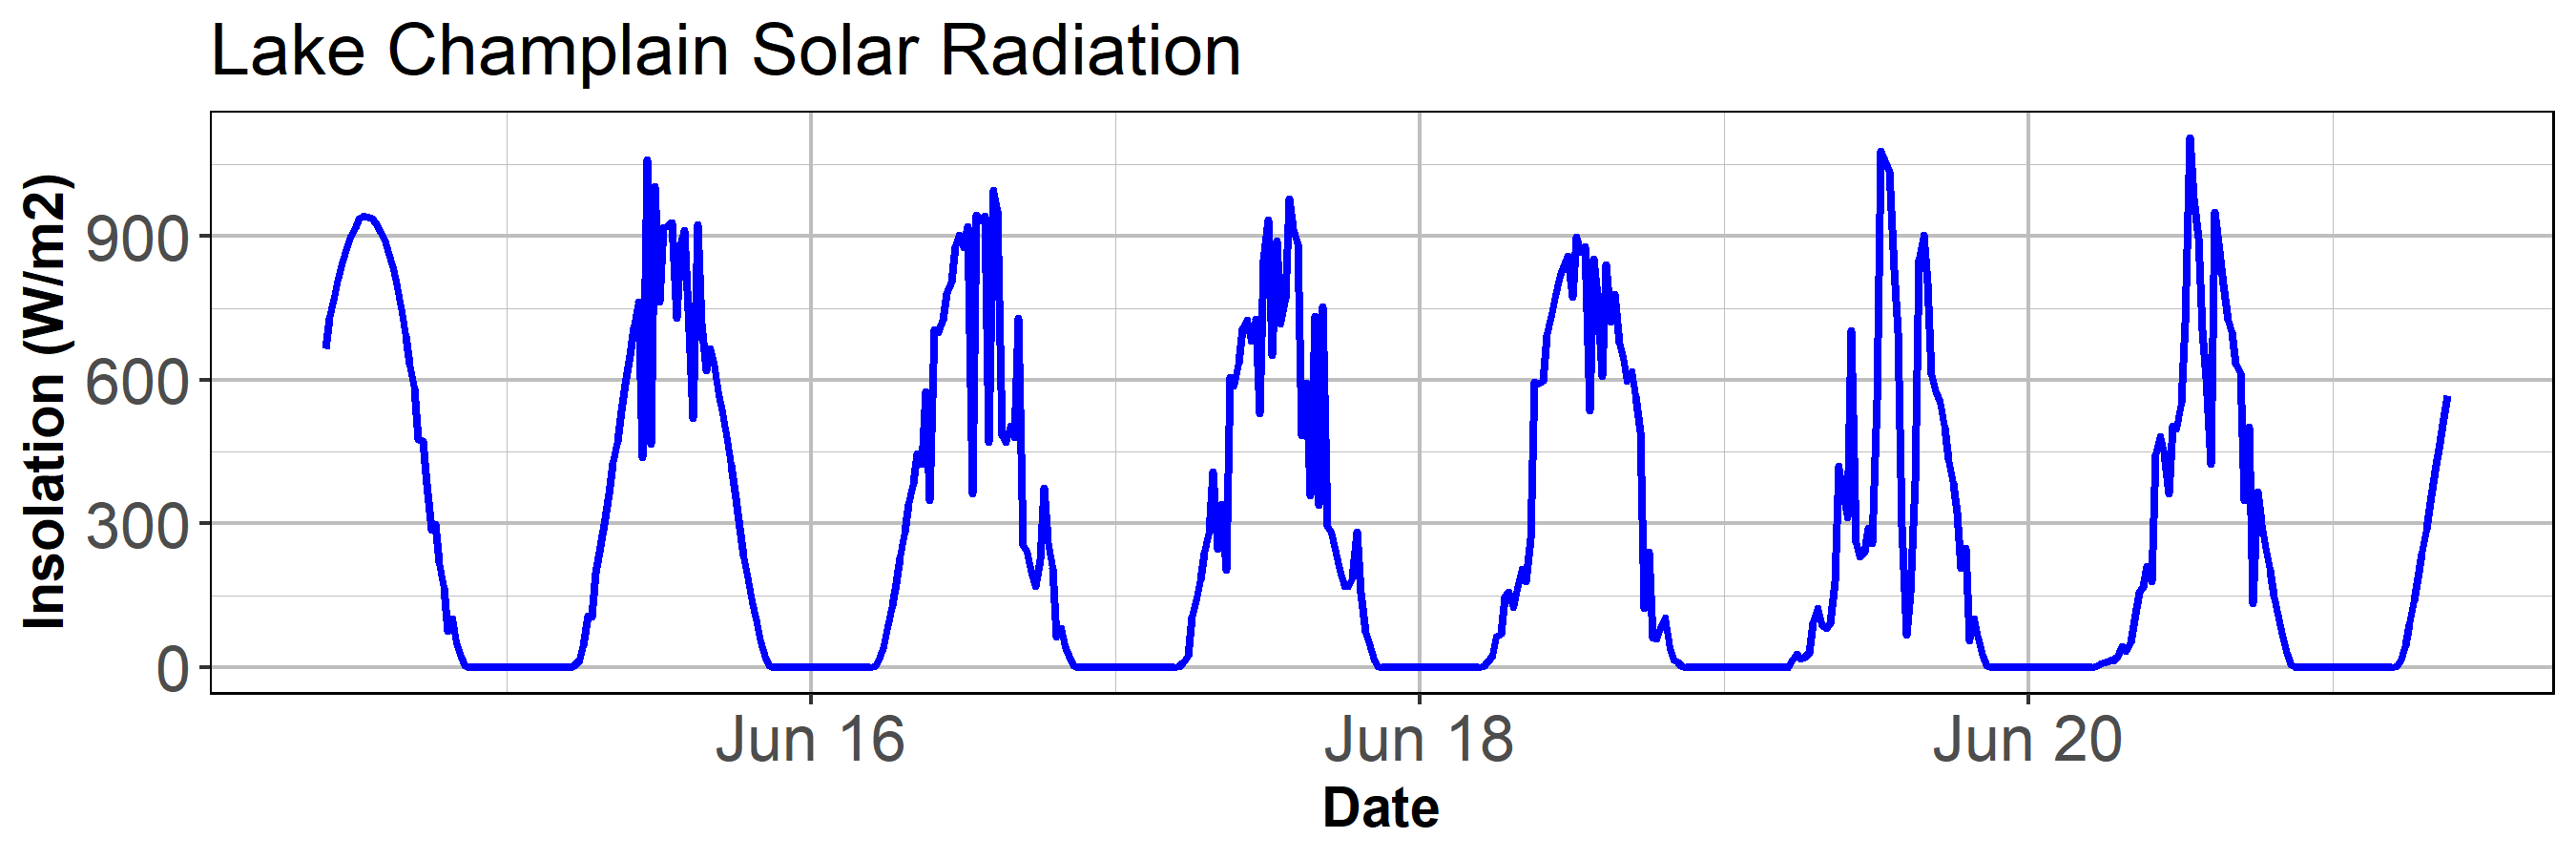 Lake Champlain Solar Radiation
Insolation (W/m2)
900
600
300
0
Jun 16
Jun 18
Jun 20
Date